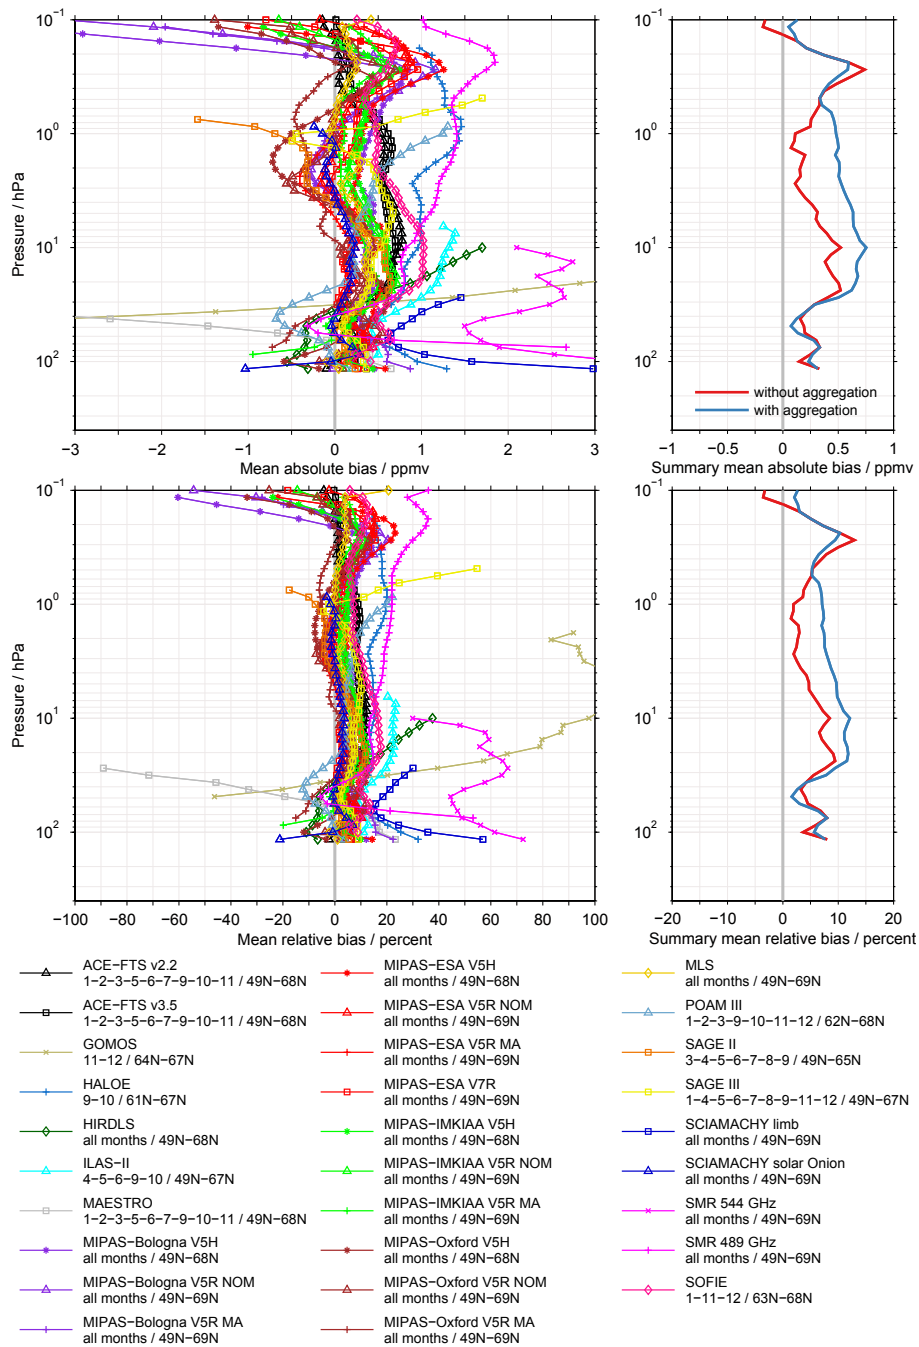 10⁻¹
10⁰
10¹
10²
Pressure / hPa
−3
−2
−1
0
1
2
3
Mean absolute bias / ppmv
10⁻¹
10⁰
10¹
10²
without aggregation
with aggregation
−1
−0.5
0
0.5
1
Summary mean absolute bias / ppmv
10⁻¹
10⁰
10¹
10²
Pressure / hPa
−100
−80
−60
−40
−20
0
20
40
60
80
100
Mean relative bias / percent
10⁻¹
10⁰
10¹
10²
−20
−10
0
10
20
Summary mean relative bias / percent
ACE−FTS v2.2
1−2−3−5−6−7−9−10−11 / 49N−68N
ACE−FTS v3.5
1−2−3−5−6−7−9−10−11 / 49N−68N
GOMOS
11−12 / 64N−67N
HALOE
9−10 / 61N−67N
HIRDLS
all months / 49N−68N
ILAS−II
4−5−6−9−10 / 49N−67N
MAESTRO
1−2−3−5−6−7−9−10−11 / 49N−68N
MIPAS−Bologna V5H
all months / 49N−68N
MIPAS−Bologna V5R NOM
all months / 49N−69N
MIPAS−Bologna V5R MA
all months / 49N−69N
MIPAS−ESA V5H
all months / 49N−68N
MIPAS−ESA V5R NOM
all months / 49N−69N
MIPAS−ESA V5R MA
all months / 49N−69N
MIPAS−ESA V7R
all months / 49N−69N
MIPAS−IMKIAA V5H
all months / 49N−68N
MIPAS−IMKIAA V5R NOM
all months / 49N−69N
MIPAS−IMKIAA V5R MA
all months / 49N−69N
MIPAS−Oxford V5H
all months / 49N−68N
MIPAS−Oxford V5R NOM
all months / 49N−69N
MIPAS−Oxford V5R MA
all months / 49N−69N
MLS
all months / 49N−69N
POAM III
1−2−3−9−10−11−12 / 62N−68N
SAGE II
3−4−5−6−7−8−9 / 49N−65N
SAGE III
1−4−5−6−7−8−9−11−12 / 49N−67N
SCIAMACHY limb
all months / 49N−69N
SCIAMACHY solar Onion
all months / 49N−69N
SMR 544 GHz
all months / 49N−69N
SMR 489 GHz
all months / 49N−69N
SOFIE
1−11−12 / 63N−68N